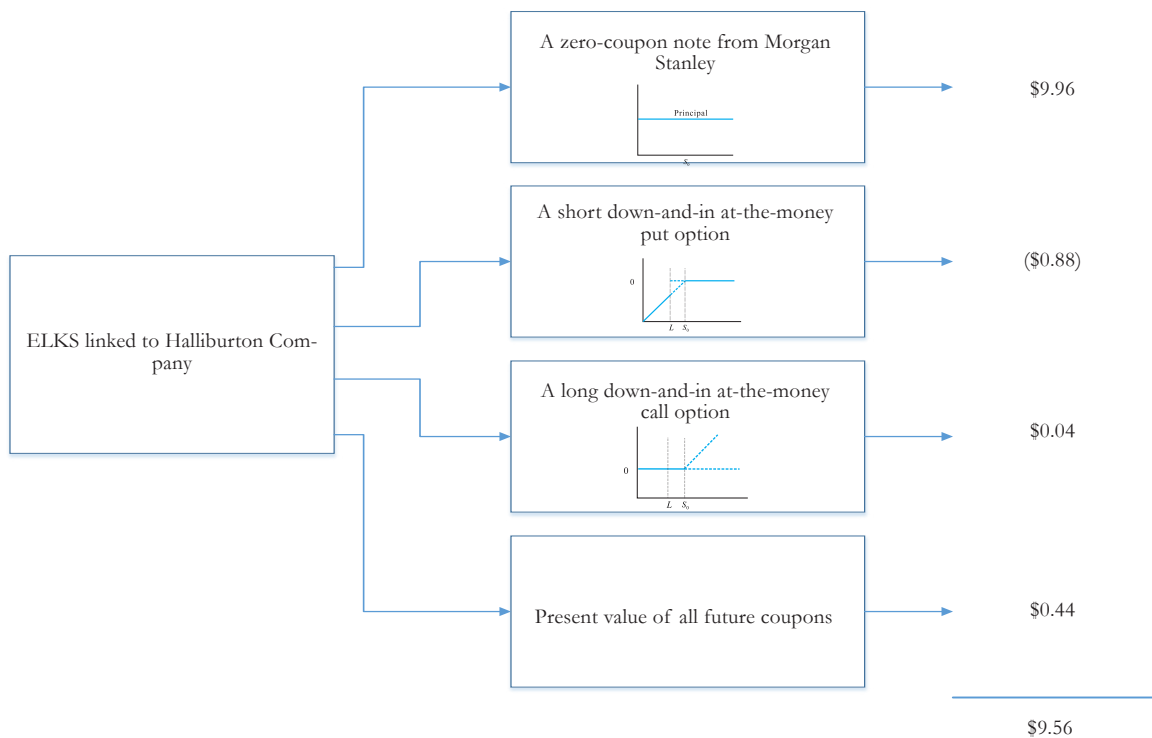 A zero-coupon note from Morgan
Stanley
Principal
S₀
$9.96
A short down-and-in at-the-money
put option
0
L S₀
($0.88)
ELKS linked to Halliburton Com-
pany
A long down-and-in at-the-money
call option
0
L S₀
$0.04
Present value of all future coupons
$0.44
$9.56